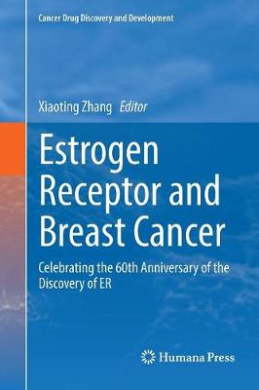 Cancer Drug Discovery and Development
Xiaoting Zhang Editor
Estrogen
Receptor and
Breast Cancer
Celebrating the 60th Anniversary of the
Discovery of ER
Humana Press